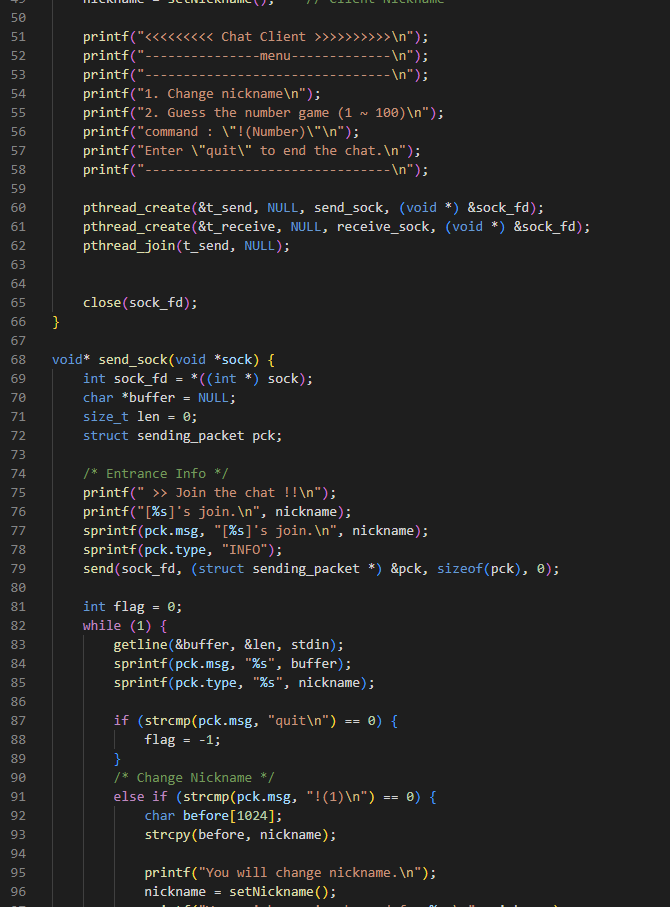 nickname = setNickname(); // Client Nickname
50
51 printf("<<<<<<<<< Chat Client >>>>>>>>>>\n");
52 printf("---------------menu-------------\n");
53 printf("--------------------------------\n");
54 printf("1. Change nickname\n");
55 printf("2. Guess the number game (1 ~ 100)\n");
56 printf("command : \"!(Number)\"\n");
57 printf("Enter \"quit\" to end the chat.\n");
58 printf("--------------------------------\n");
59
60 pthread_create(&t_send, NULL, send_sock, (void *) &sock_fd);
61 pthread_create(&t_receive, NULL, receive_sock, (void *) &sock_fd);
62 pthread_join(t_send, NULL);
63
64
65 close(sock_fd);
66 }
67
68 void* send_sock(void *sock) {
69 int sock_fd = *((int *) sock);
70 char *buffer = NULL;
71 size_t len = 0;
72 struct sending_packet pck;
73
74 /* Entrance Info */
75 printf(" >> Join the chat !!\n");
76 printf("[%s]'s join.\n", nickname);
77 sprintf(pck.msg, "[%s]'s join.\n", nickname);
78 sprintf(pck.type, "INFO");
79 send(sock_fd, (struct sending_packet *) &pck, sizeof(pck), 0);
80
81 int flag = 0;
82 while (1) {
83 getline(&buffer, &len, stdin);
84 sprintf(pck.msg, "%s", buffer);
85 sprintf(pck.type, "%s", nickname);
86
87 if (strcmp(pck.msg, "quit\n") == 0) {
88 flag = -1;
89 }
90 /* Change Nickname */
91 else if (strcmp(pck.msg, "!(1)\n") == 0) {
92 char before[1024];
93 strcpy(before, nickname);
94
95 printf("You will change nickname.\n");
96 nickname = setNickname();